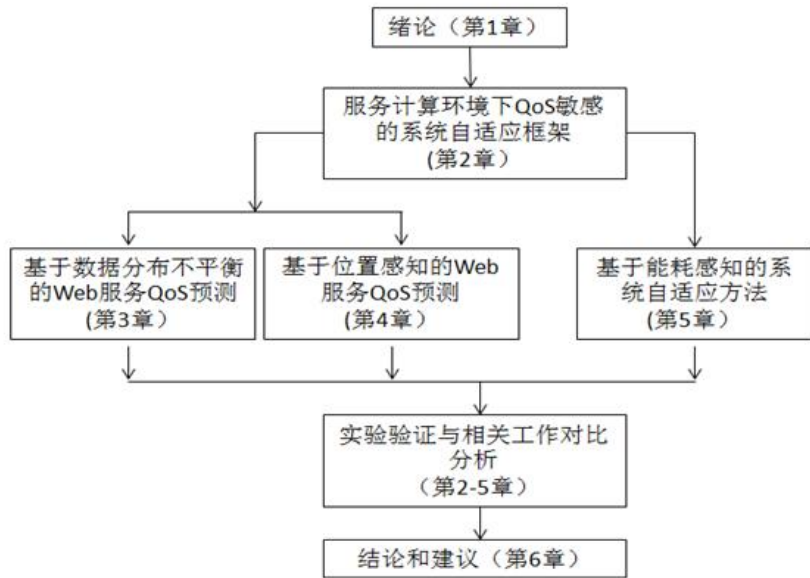 绪论（第1章）
服务计算环境下QoS敏感
的系统自适应框架
(第2章）
基于数据分布不平衡
的Web服务QoS预测
(第3章）
基于位置感知的Web
服务QoS预测
(第4章）
基于能耗感知的系
统自适应方法
(第5章）
实验验证与相关工作对比
分析
（第2-5章）
结论和建议（第6章）